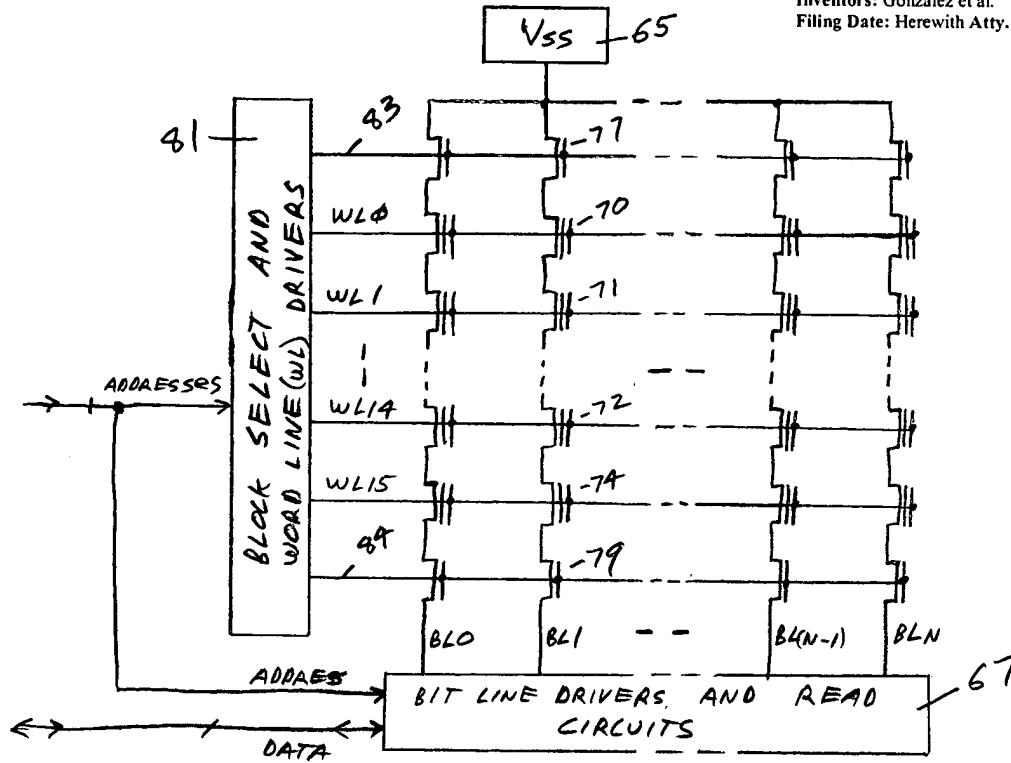 Inventors: Gonzalez et al.
Filing Date: Herewith Atty.
Vss
65
81
83
77
BLOCK SELECT AND
WORD LINE (WL) DRIVERS
WLØ
70
WL1
71
ADDRESSES
WL14
72
WL15
74
84
79
BL0
BL1
BL(N-1)
BLN
ADDRESS
BIT LINE DRIVERS AND READ
CIRCUITS
67
DATA